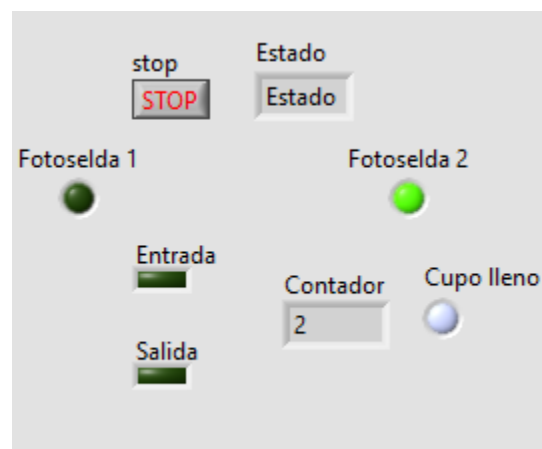 stop
Estado
STOP
Estado
Fotoselda 1
Fotoselda 2
Entrada
Contador
Cupo lleno
2
Salida